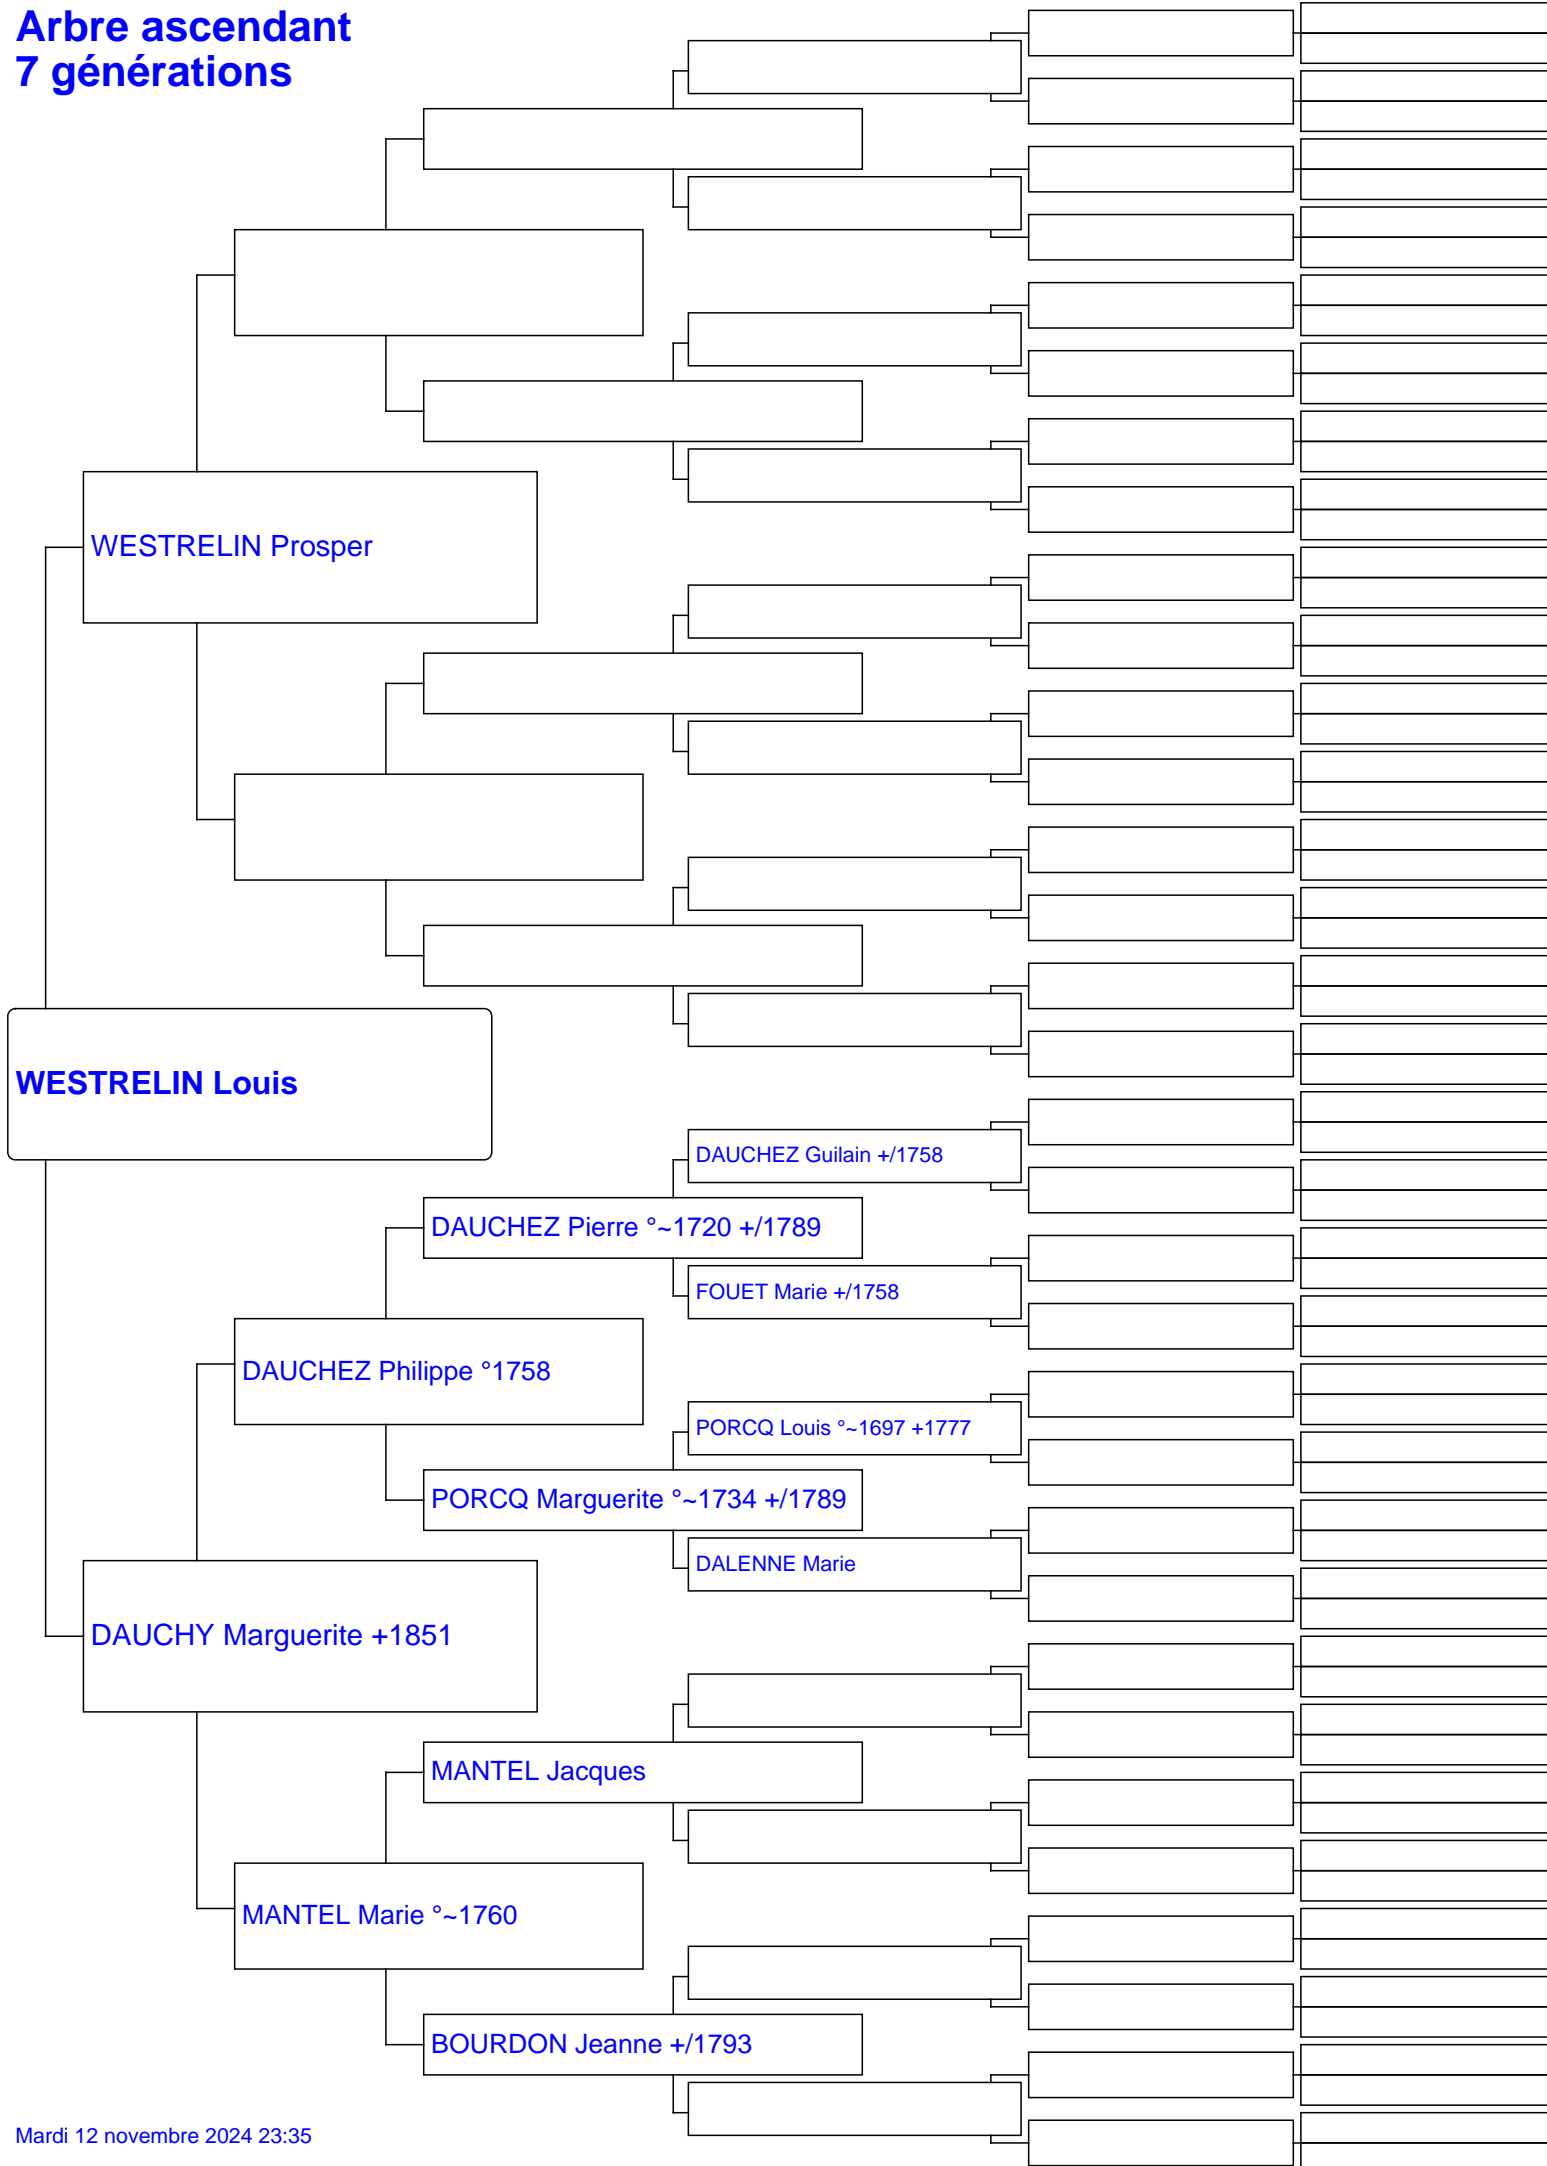 Arbre ascendant
7 générations
WESTRELIN Prosper
WESTRELIN Louis
DAUCHEZ Guilain +/1758
DAUCHEZ Pierre °~1720 +/1789
FOUET Marie +/1758
DAUCHEZ Philippe °1758
PORCQ Louis °~1697 +1777
PORCQ Marguerite °~1734 +/1789
DALENNE Marie
DAUCHY Marguerite +1851
MANTEL Jacques
MANTEL Marie °~1760
BOURDON Jeanne +/1793
Mardi 12 novembre 2024 23:35